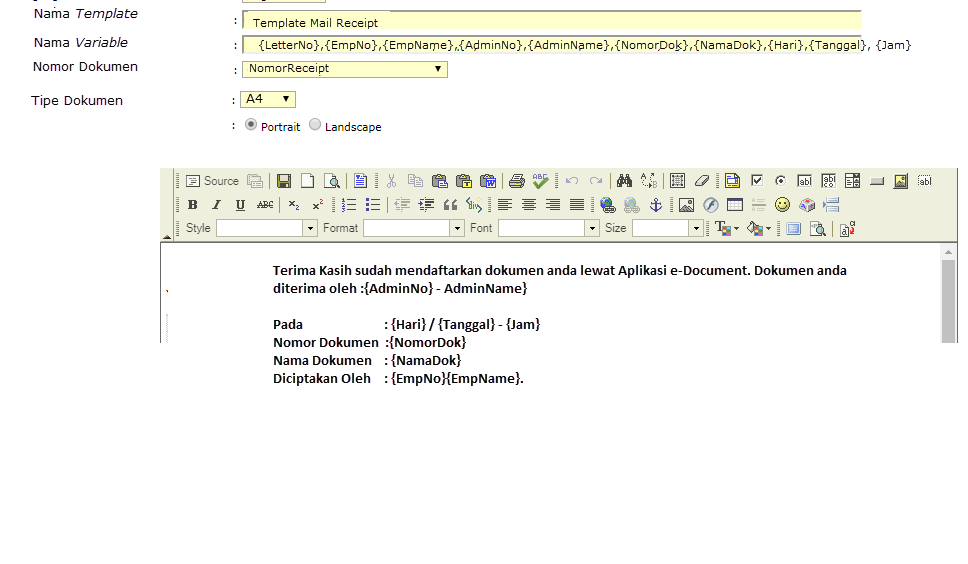 Nama Template
: Template Mail Receipt
Nama Variable
: {LetterNo},{EmpNo},{EmpName},{AdminNo},{AdminName},{NomorDok},{NamaDok},{Hari},{Tanggal}, {Jam}
Nomor Dokumen
: NomorReceipt
Tipe Dokumen
: A4
: Portrait Landscape
Source
Style Format Font Size
Terima Kasih sudah mendaftarkan dokumen anda lewat Aplikasi e-Document. Dokumen anda
diterima oleh :{AdminNo} - AdminName}
Pada : {Hari} / {Tanggal} - {Jam}
Nomor Dokumen :{NomorDok}
Nama Dokumen : {NamaDok}
Diciptakan Oleh : {EmpNo}{EmpName}.